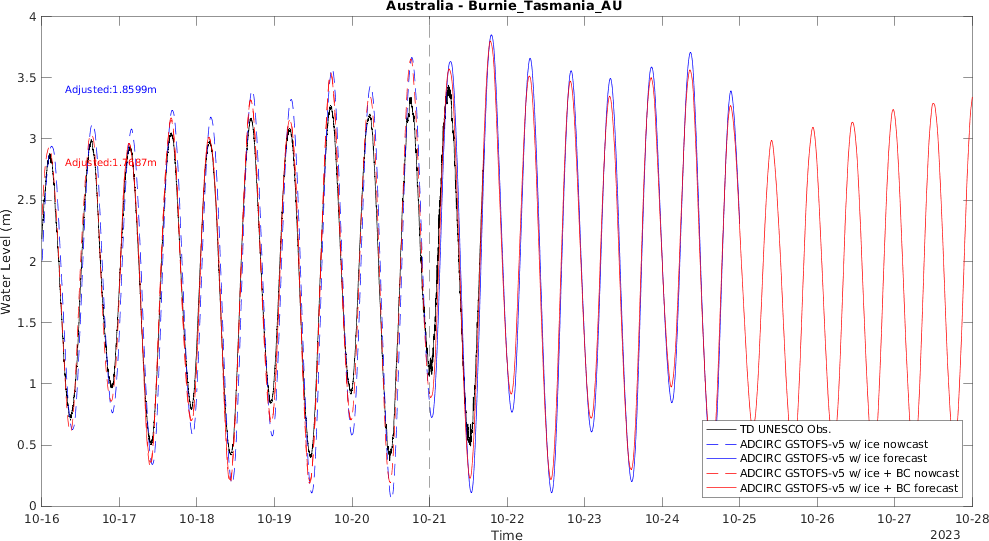 Australia - Burnie_Tasmania_AU
4
3.5
3
2.5
2
1.5
1
0.5
0
Water Level (m)
Adjusted:1.8599m
Adjusted:1.7687m
TD UNESCO Obs.
ADCIRC GSTOFS-v5 w/ ice nowcast
ADCIRC GSTOFS-v5 w/ ice forecast
ADCIRC GSTOFS-v5 w/ ice + BC nowcast
ADCIRC GSTOFS-v5 w/ ice + BC forecast
10-16 10-17 10-18 10-19 10-20 10-21 10-22 10-23 10-24 10-25 10-26 10-27 10-28
Time
2023